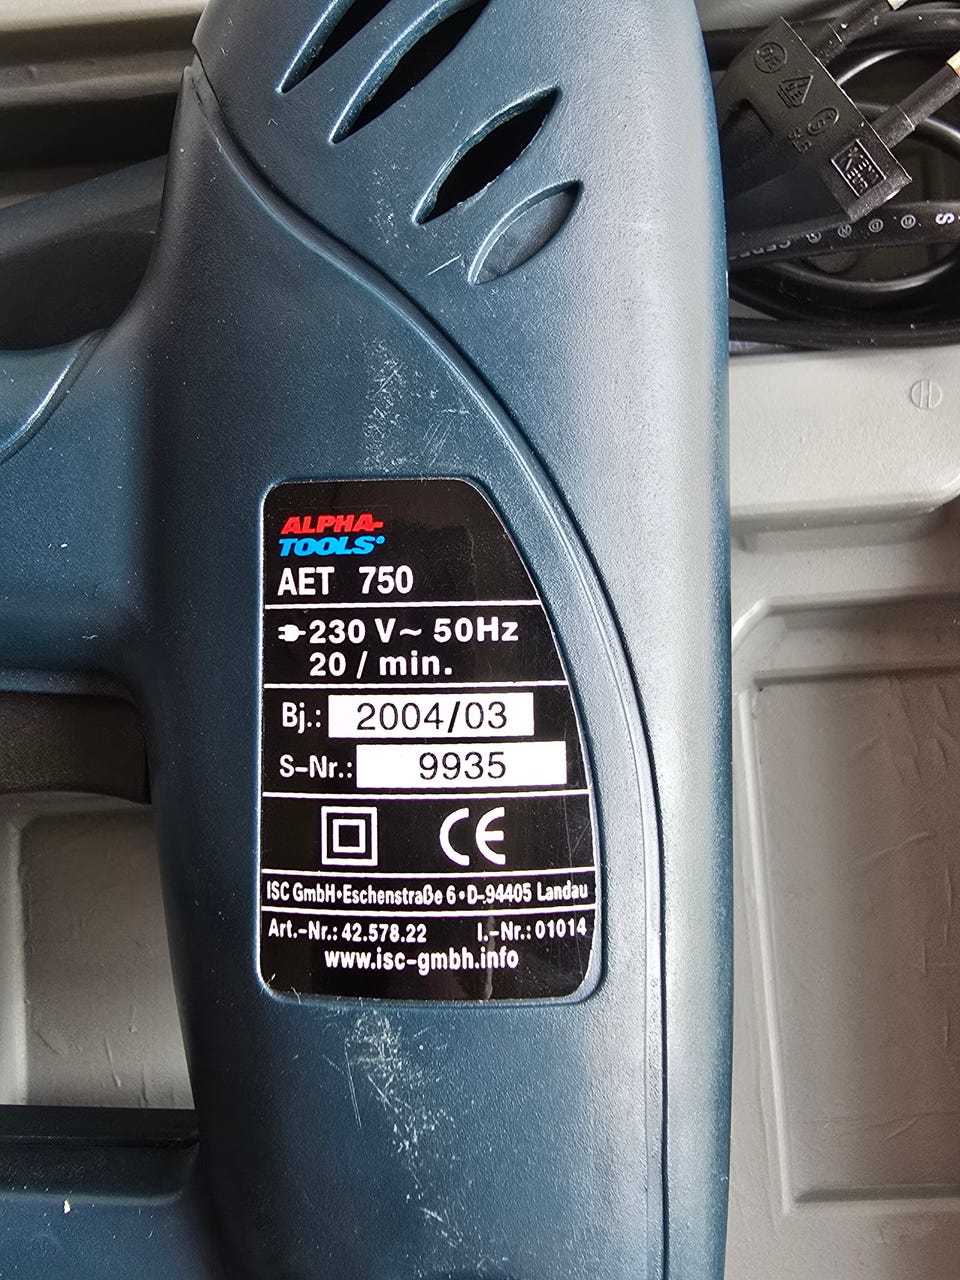 ALPHA-
TOOLS®
AET 750
230 V~ 50Hz
20 / min.
Bj.: 2004/03
S-Nr.: 9935
CE
ISC GmbH•Eschenstraße 6•D-94405 Landau
Art.-Nr.: 42.578.22 I.-Nr.: 01014
www.isc-gmbh.info